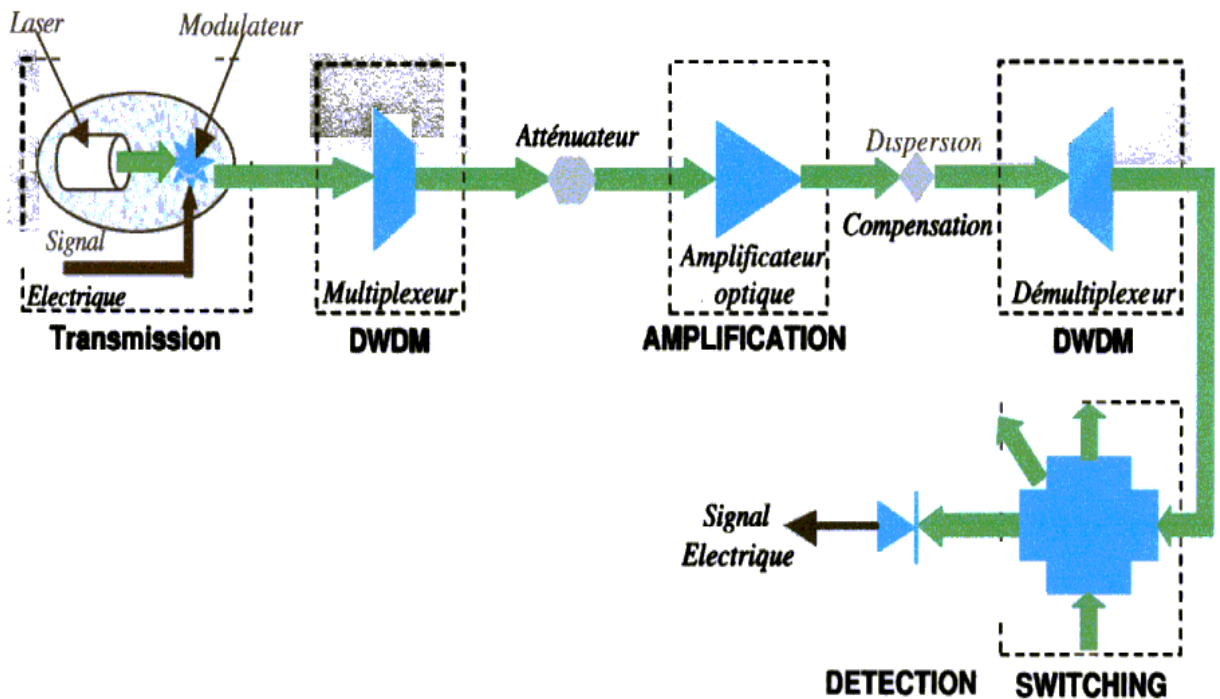 Laser
Modulateur
Signal
Electrique
Transmission
Multiplexeur
DWDM
Atténuateur
Amplificateur
optique
AMPLIFICATION
Dispersion
Compensation
Démultiplexeur
DWDM
Signal
Electrique
DETECTION
SWITCHING